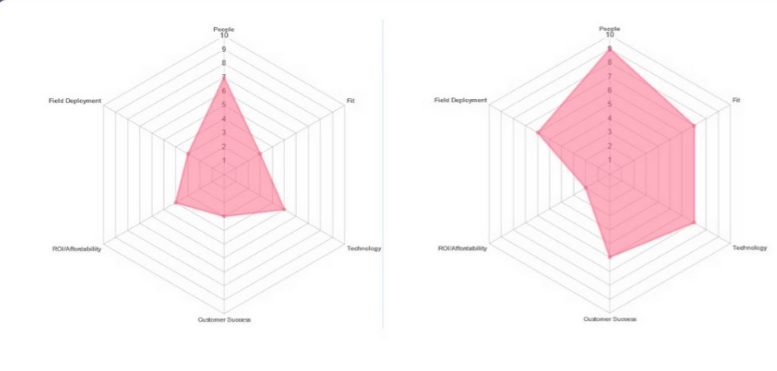 People
10
9
8
7
6
5
4
3
2
1
Field Deployment
Fit
ROI/Affordability
Technology
Customer Success
People
10
9
8
7
6
5
4
3
2
1
Field Deployment
Fit
ROI/Affordability
Technology
Customer Success